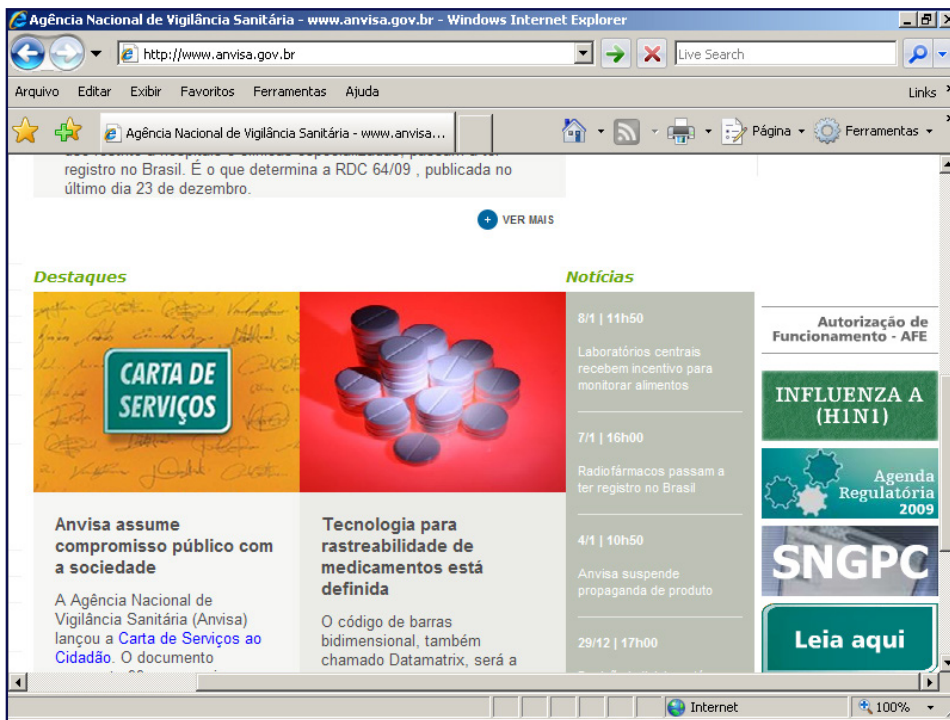 Agência Nacional de Vigilância Sanitária - www.anvisa.gov.br - Windows Internet Explorer
http://www.anvisa.gov.br
Live Search
Arquivo Editar Exibir Favoritos Ferramentas Ajuda
Links
Agência Nacional de Vigilância Sanitária - www.anvisa...
Página
Ferramentas
registro no Brasil. É o que determina a RDC 64/09 , publicada no
último dia 23 de dezembro.
VER MAIS
Destaques
CARTA DE
SERVIÇOS
Anvisa assume
compromisso público com
a sociedade
A Agência Nacional de
Vigilância Sanitária (Anvisa)
lançou a Carta de Serviços ao
Cidadão. O documento
Tecnologia para
rastreabilidade de
medicamentos está
definida
O código de barras
bidimensional, também
chamado Datamatrix, será a
Notícias
8/1 | 11h50
Laboratórios centrais
recebem incentivo para
monitorar alimentos
7/1 | 16h00
Radiofármacos passam a
ter registro no Brasil
4/1 | 10h50
Anvisa suspende
propaganda de produto
29/12 | 17h00
Autorização de
Funcionamento - AFE
INFLUENZA A
(H1N1)
Agenda
Regulatória
2009
SNGPC
Leia aqui
Internet
100%